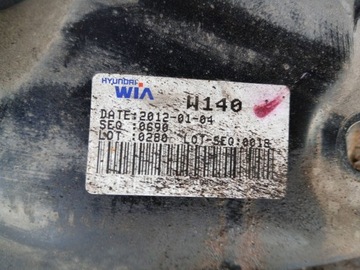 HYUNDAI
WIA
W140
DATE:2012-01-04
SEQ :0690
LOT :0280 LOT-SEQ:0018